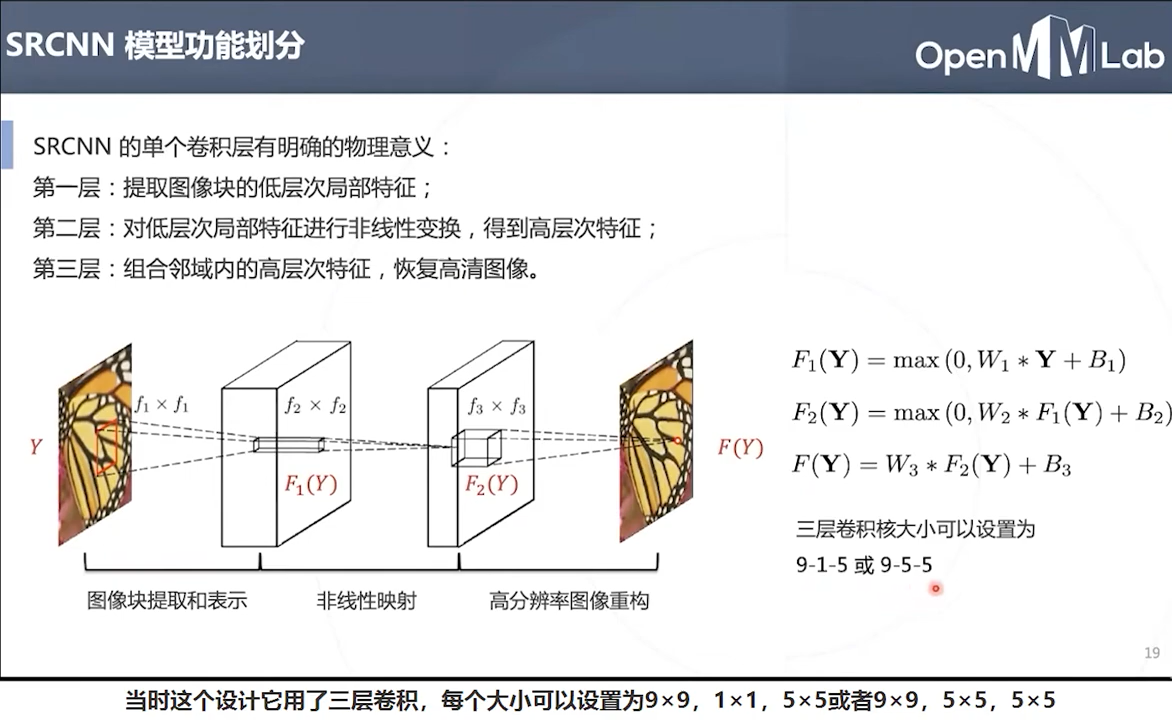 SRCNN 模型功能划分
OpenMMLab
SRCNN 的单个卷积层有明确的物理意义：
第一层：提取图像块的低层次局部特征；
第二层：对低层次局部特征进行非线性变换，得到高层次特征；
第三层：组合邻域内的高层次特征，恢复高清图像。
Y
f₁ × f₁
F₁(Y)
f₂ × f₂
F₂(Y)
f₃ × f₃
F(Y)
图像块提取和表示
非线性映射
高分辨率图像重构
F₁(Y) = max (0, W₁ ∗ Y + B₁)
F₂(Y) = max (0, W₂ ∗ F₁(Y) + B₂)
F(Y) = W₃ ∗ F₂(Y) + B₃
三层卷积核大小可以设置为
9-1-5 或 9-5-5
19
当时这个设计它用了三层卷积，每个大小可以设置为9×9，1×1，5×5或者9×9，5×5，5×5